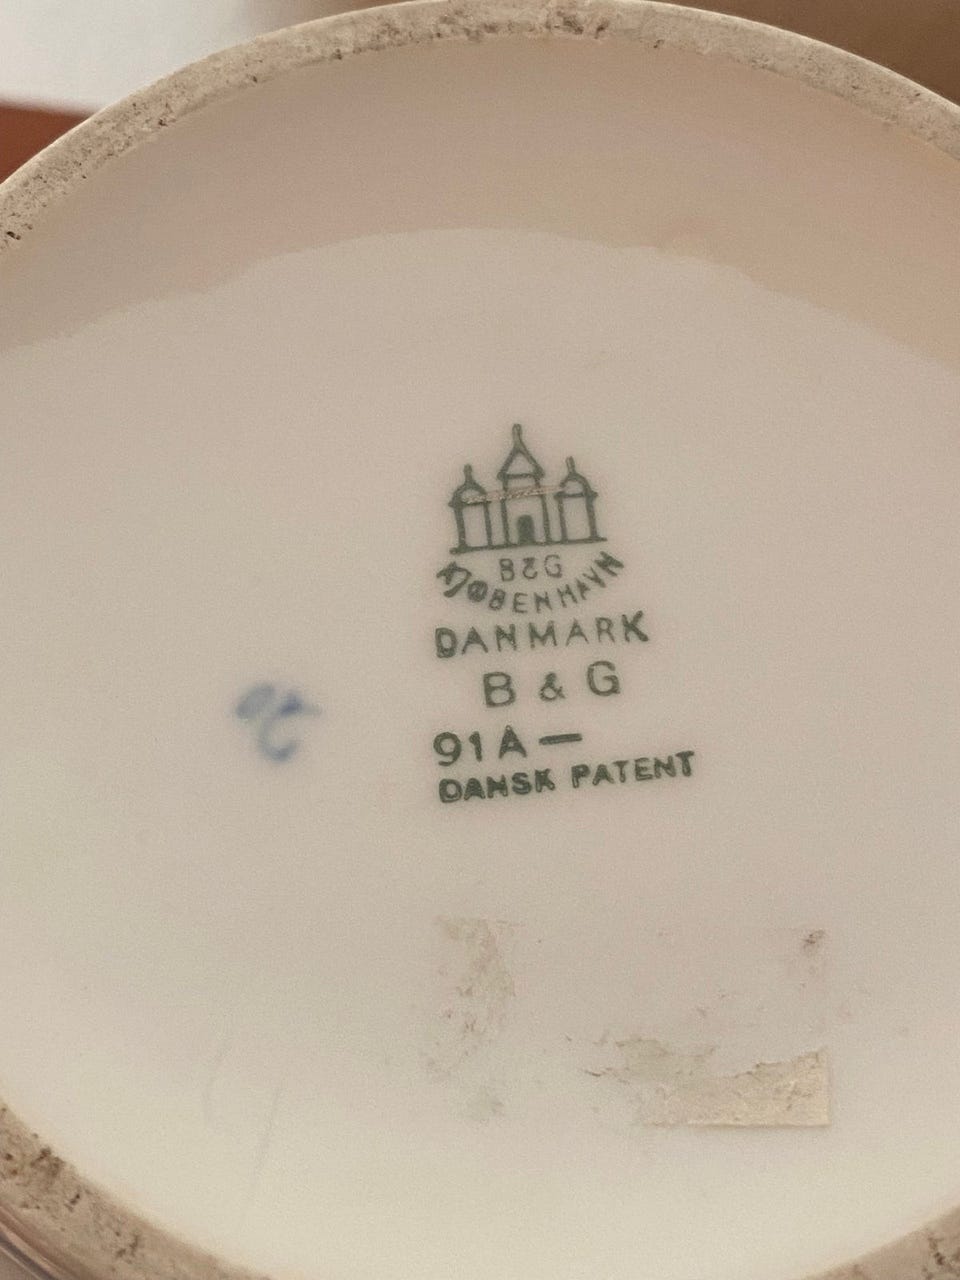 B&G
KJØBENHAVN
DANMARK
B & G
91A—
DANSK PATENT